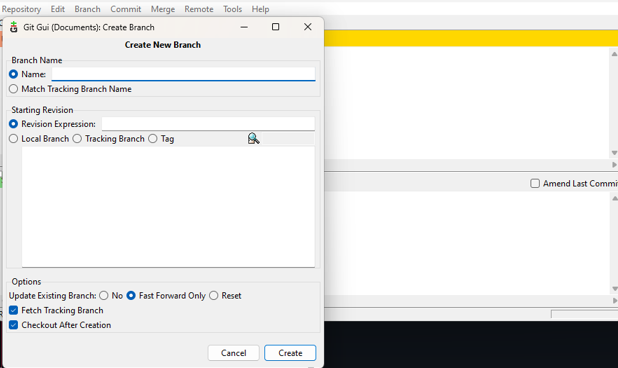 Repository Edit Branch Commit Merge Remote Tools Help
Git Gui (Documents): Create Branch
Create New Branch
Branch Name
Name:
Match Tracking Branch Name
Starting Revision
Revision Expression:
Local Branch Tracking Branch Tag
Amend Last Commit
Options
Update Existing Branch: No Fast Forward Only Reset
Fetch Tracking Branch
Checkout After Creation
Cancel Create